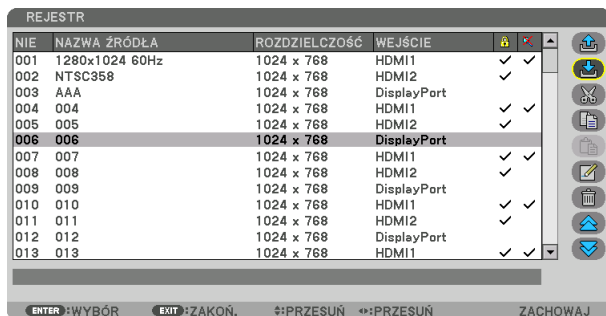 REJESTR
NIE NAZWA ŹRÓDŁA ROZDZIELCZOŚĆ WEJŚCIE
001 1280x1024 60Hz 1024 x 768 HDMI1 ✓ ✓
002 NTSC358 1024 x 768 HDMI2 ✓
003 AAA 1024 x 768 DisplayPort
004 004 1024 x 768 HDMI1 ✓ ✓
005 005 1024 x 768 HDMI2 ✓
006 006 1024 x 768 DisplayPort
007 007 1024 x 768 HDMI1 ✓ ✓
008 008 1024 x 768 HDMI2 ✓
009 009 1024 x 768 DisplayPort
010 010 1024 x 768 HDMI1 ✓ ✓
011 011 1024 x 768 HDMI2 ✓
012 012 1024 x 768 DisplayPort
013 013 1024 x 768 HDMI1 ✓ ✓
ENTER :WYBÓR EXIT :ZAKOŃ. :PRZESUŃ :PRZESUŃ ZACHOWAJ